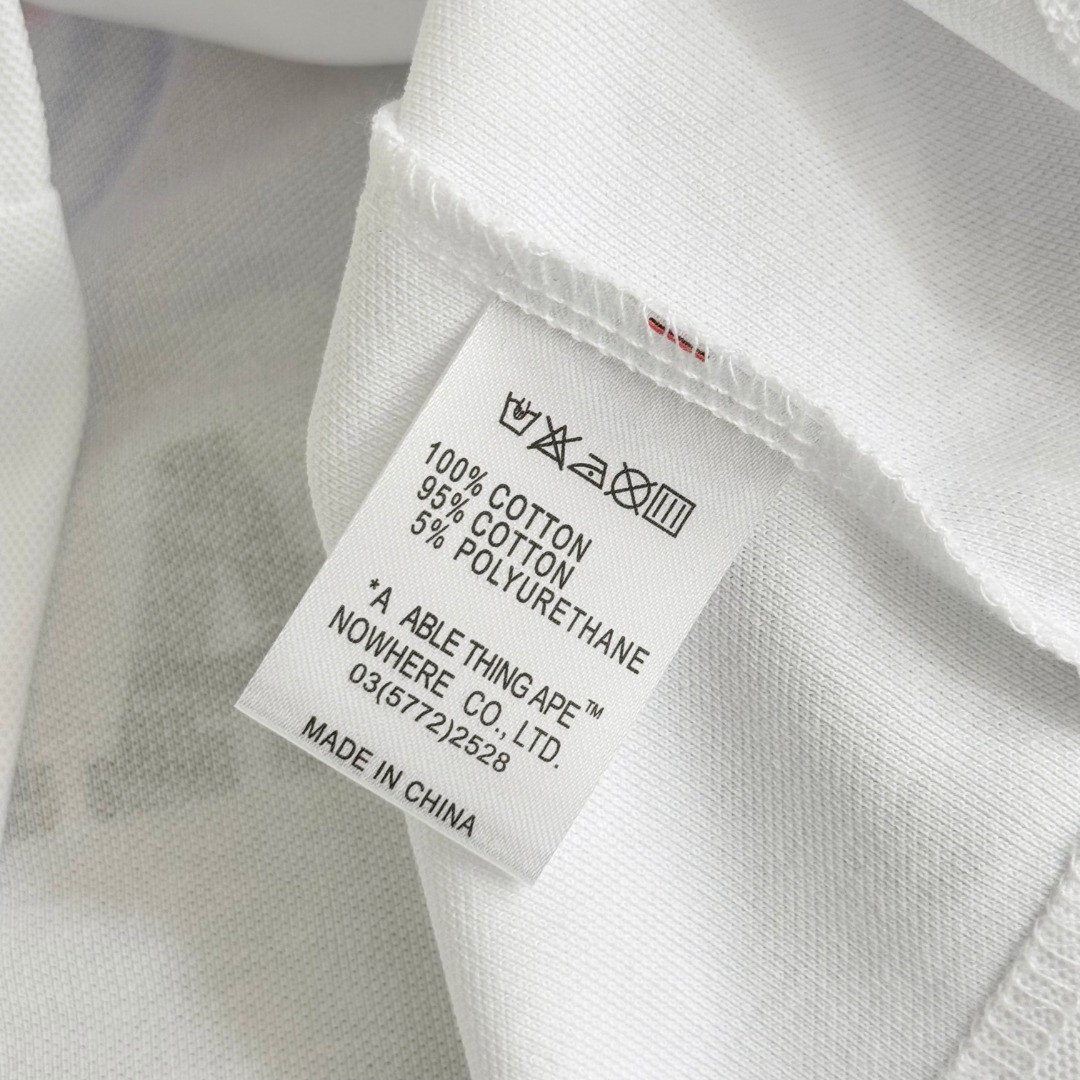 100% COTTON
95% COTTON
5% POLYURETHANE
*A ABLE THING APE™
NOWHERE CO., LTD.
03(5772)2528
MADE IN CHINA